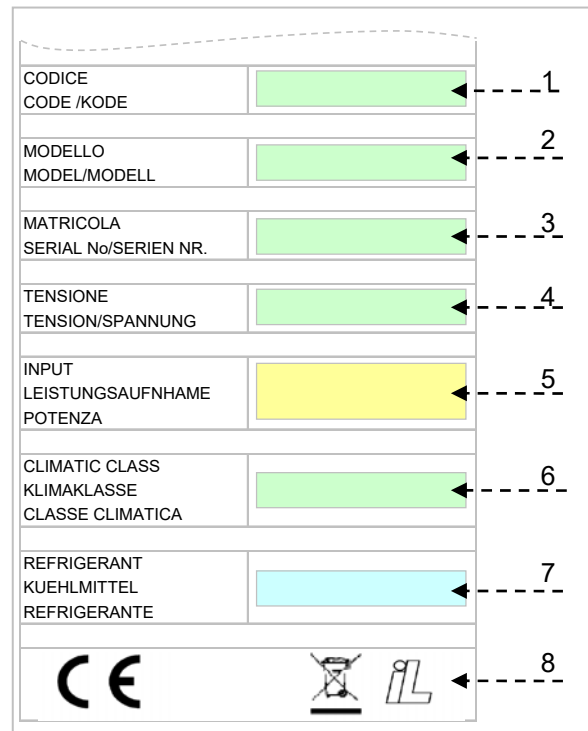 CODICE
CODE /KODE
1
MODELLO
MODEL/MODELL
2
MATRICOLA
SERIAL No/SERIEN NR.
3
TENSIONE
TENSION/SPANNUNG
4
INPUT
LEISTUNGSAUFNHAME
POTENZA
5
CLIMATIC CLASS
KLIMAKLASSE
CLASSE CLIMATICA
6
REFRIGERANT
KUEHLMITTEL
REFRIGERANTE
7
CE iL
8